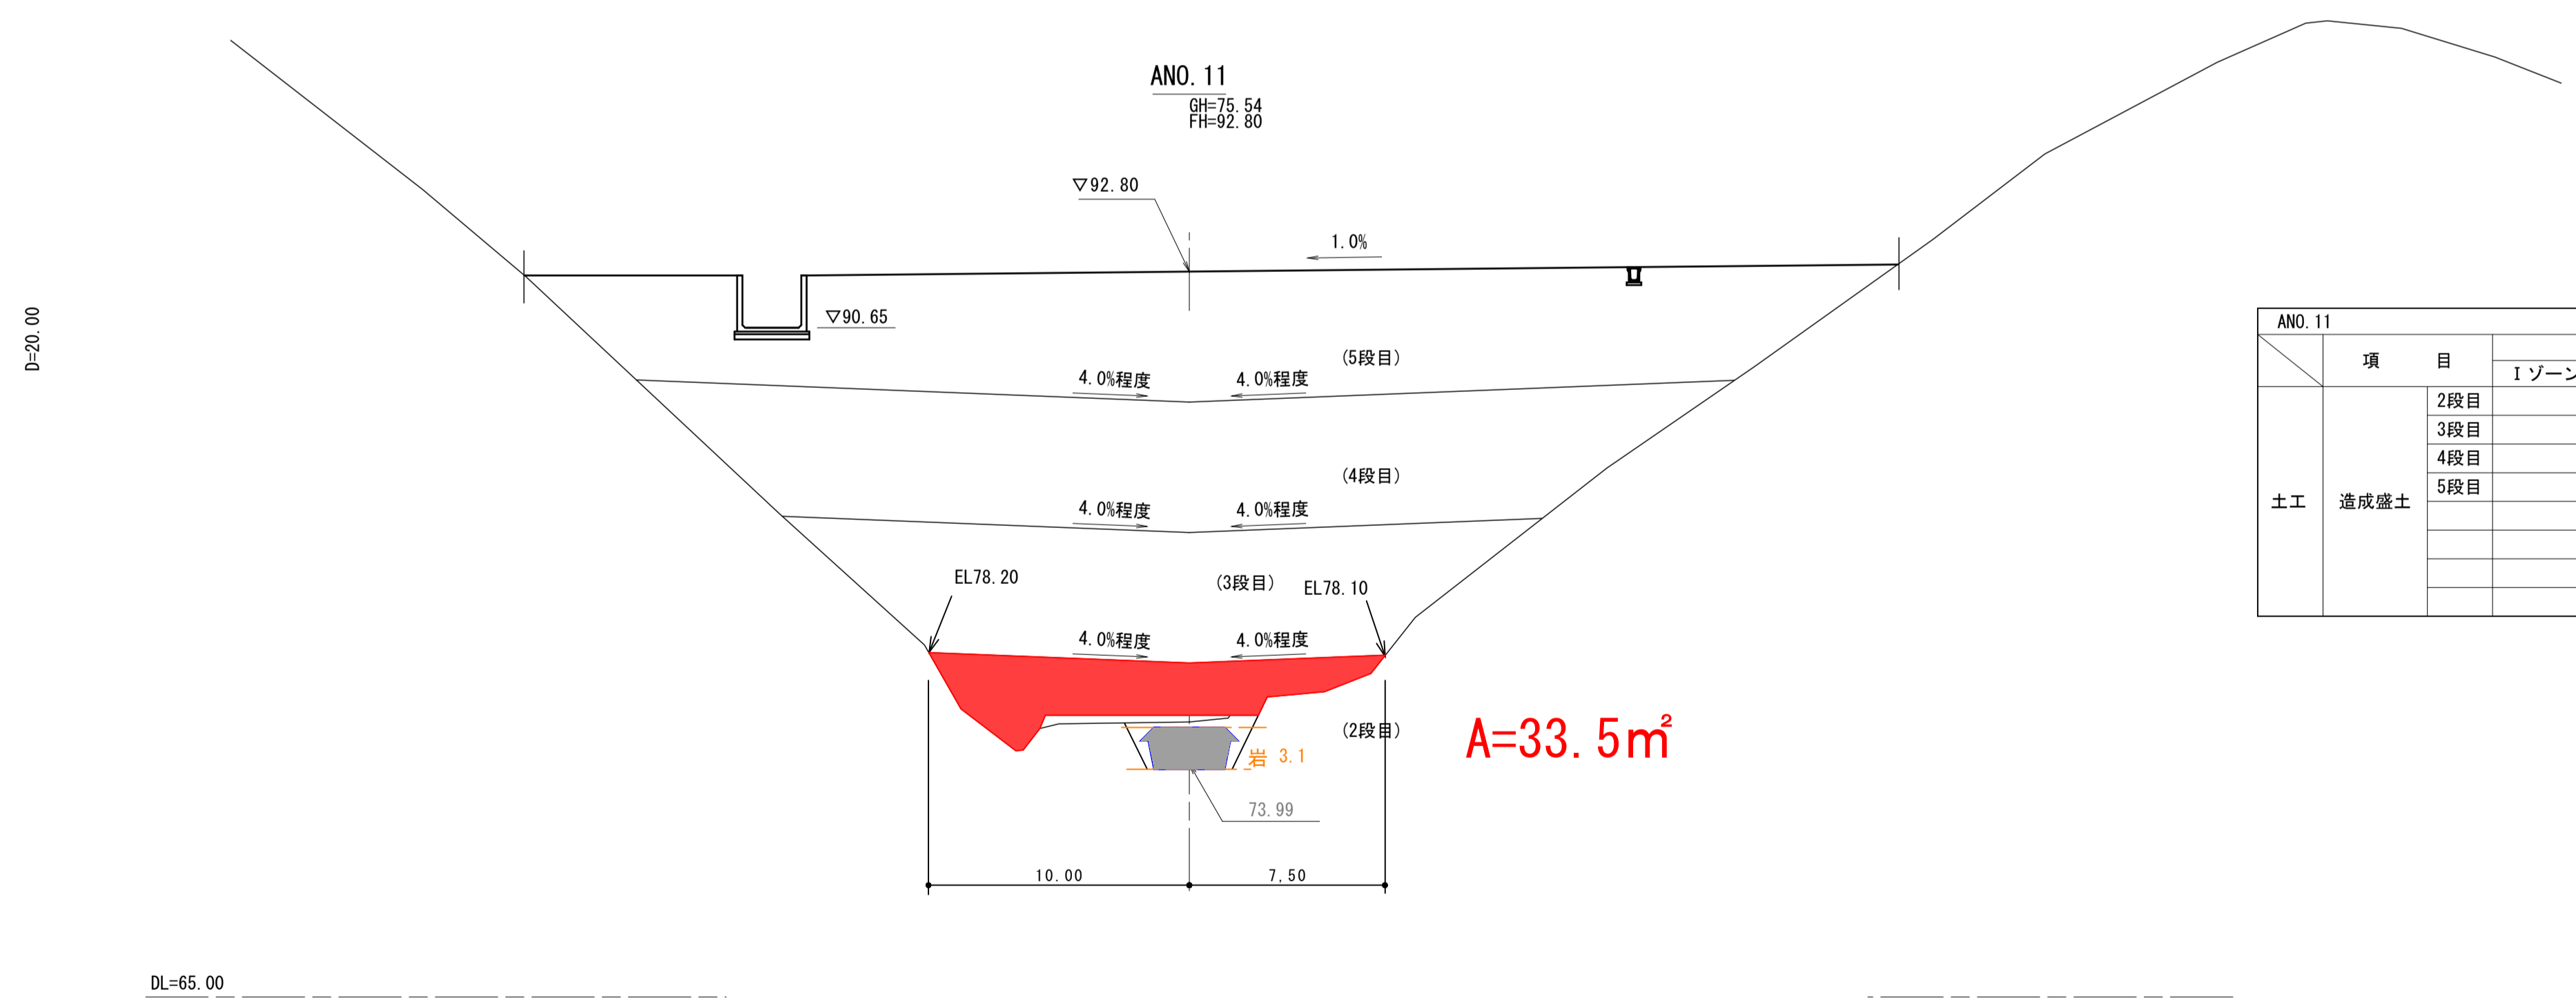 ANO.11
GH=75.54
FH=92.80
▽92.80
1.0%
D=20.00
▽90.65
(5段目)
4.0%程度 4.0%程度
(4段目)
4.0%程度 4.0%程度
EL78.20
(3段目)
EL78.10
4.0%程度 4.0%程度
A=33.5㎡
(2段目)
岩 3.1
73.99
10.00 7.50
DL=65.00
ANO.11
項 目
Ⅰゾーン
2段目
3段目
4段目
5段目
土工 造成盛土